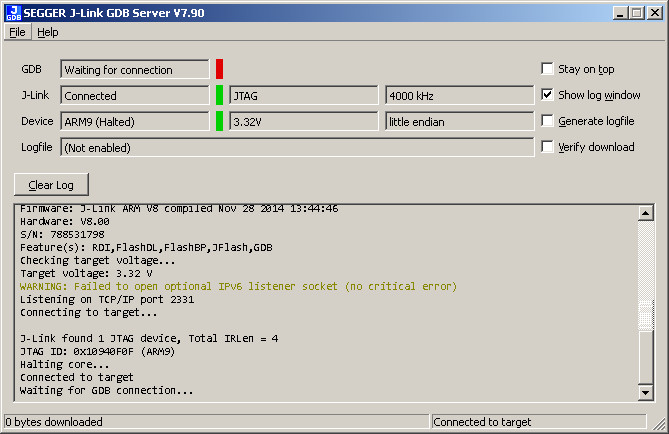 J GDB SEGGER J-Link GDB Server V7.90
File Help
GDB Waiting for connection Stay on top
J-Link Connected JTAG 4000 kHz Show log window
Device ARM9 (Halted) 3.32V little endian Generate logfile
Logfile (Not enabled) Verify download
Clear Log
Firmware: J-Link ARM V8 compiled Nov 28 2014 13:44:46
Hardware: V8.00
S/N: 788531798
Feature(s): RDI,FlashDL,FlashBP,JFlash,GDB
Checking target voltage...
Target voltage: 3.32 V
WARNING: Failed to open optional IPv6 listener socket (no critical error)
Listening on TCP/IP port 2331
Connecting to target...
J-Link found 1 JTAG device, Total IRLen = 4
JTAG ID: 0x10940F0F (ARM9)
Halting core...
Connected to target
Waiting for GDB connection...
0 bytes downloaded Connected to target